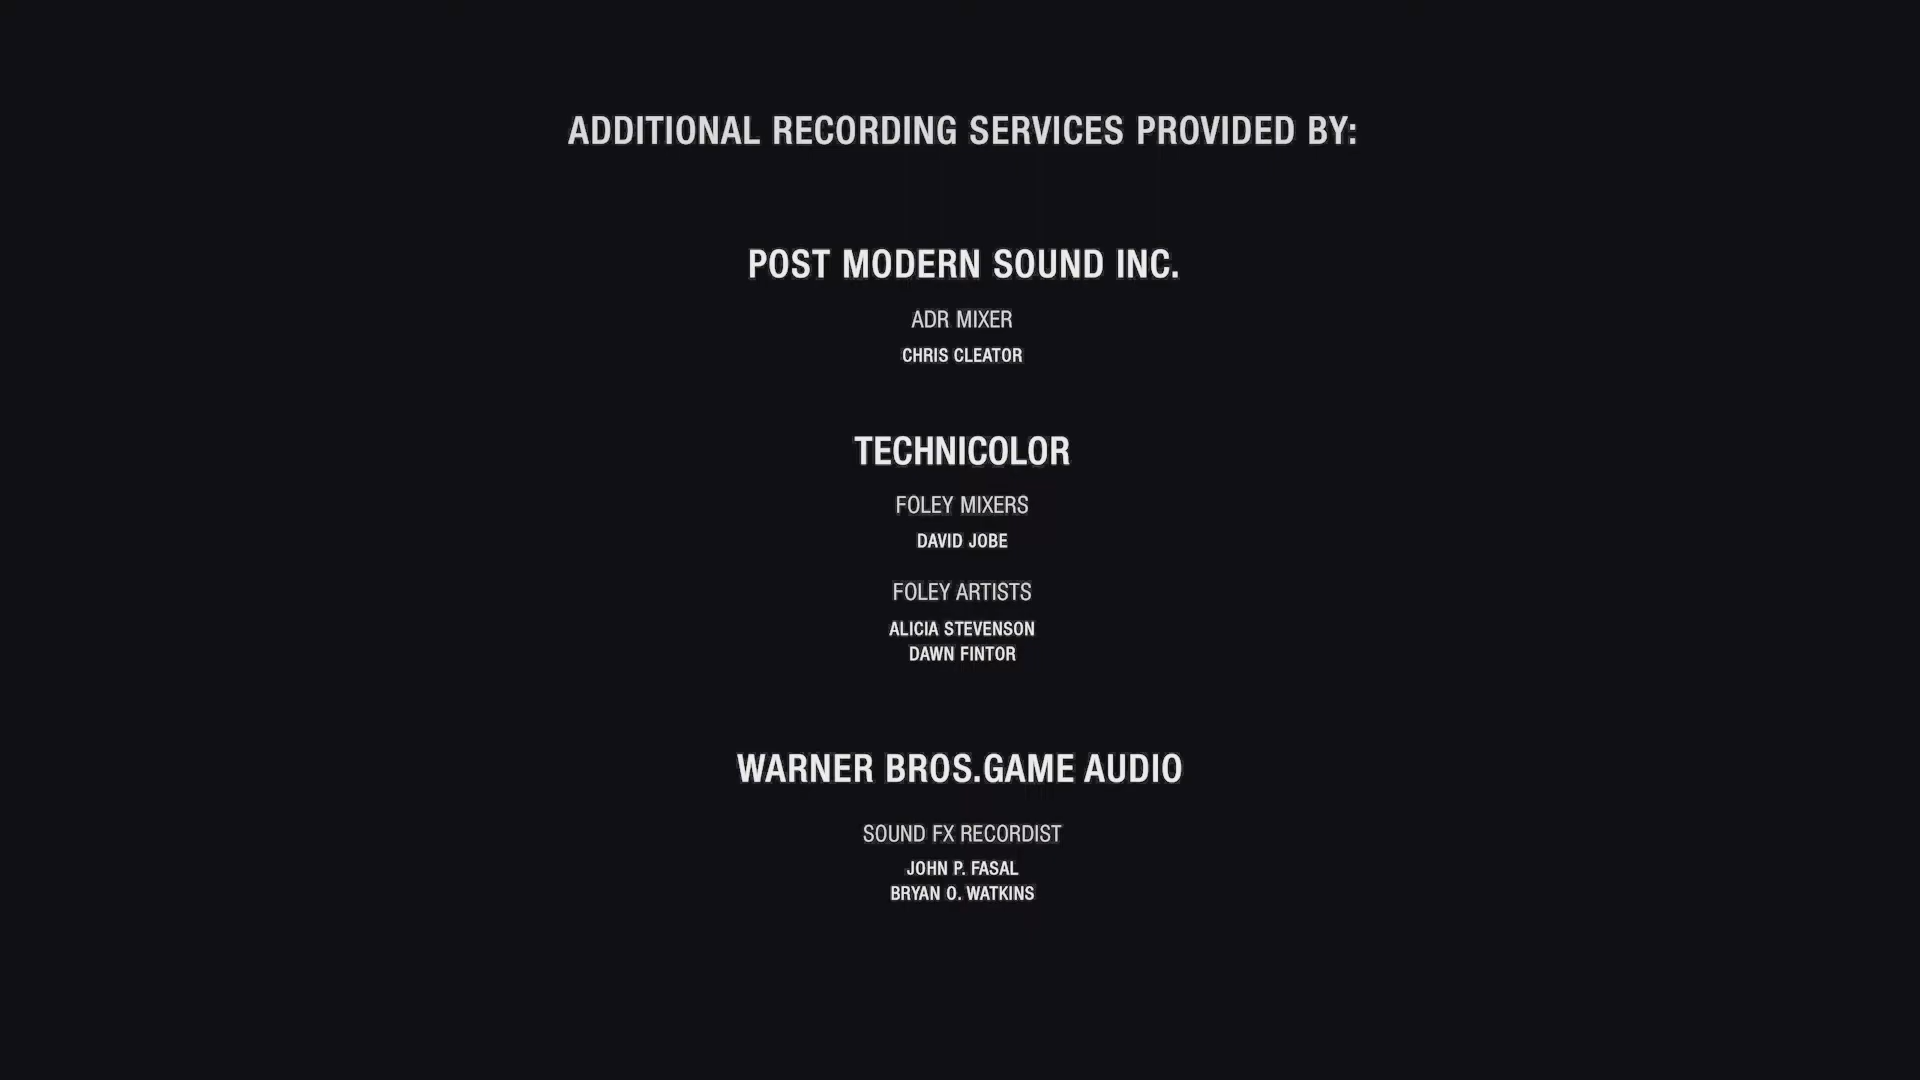 ADDITIONAL RECORDING SERVICES PROVIDED BY:
POST MODERN SOUND INC.
ADR MIXER
CHRIS CLEATOR
TECHNICOLOR
FOLEY MIXERS
DAVID JOBE
FOLEY ARTISTS
ALICIA STEVENSON
DAWN FINTOR
WARNER BROS.GAME AUDIO
SOUND FX RECORDIST
JOHN P. FASAL
BRYAN O. WATKINS